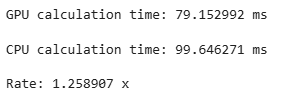 GPU calculation time: 79.152992 ms
CPU calculation time: 99.646271 ms
Rate: 1.258907 x